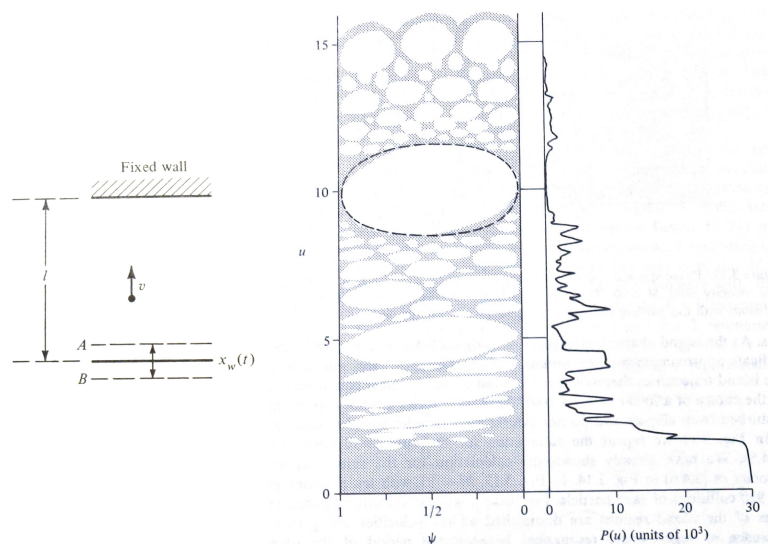 Fixed wall
l
v
A
x_w(t)
B
15
10
u
5
0
1
1/2
0
ψ
0
10
20
30
P(u) (units of 10³)